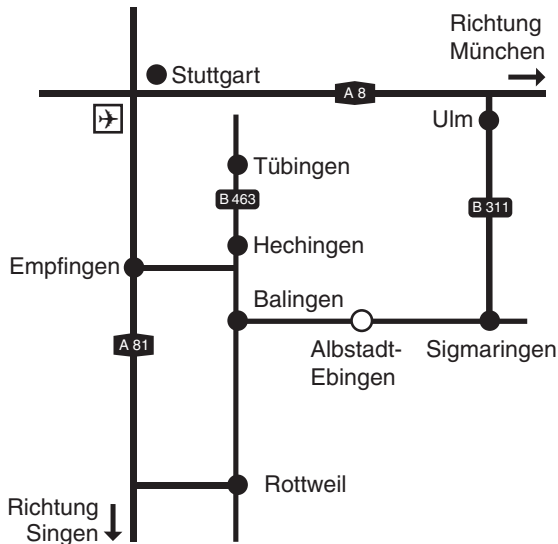 Richtung
München
Stuttgart
A 8
Ulm
Tübingen
B 463
B 311
Hechingen
Empfingen
Balingen
A 81
Albstadt-
Ebingen
Sigmaringen
Rottweil
Richtung
Singen